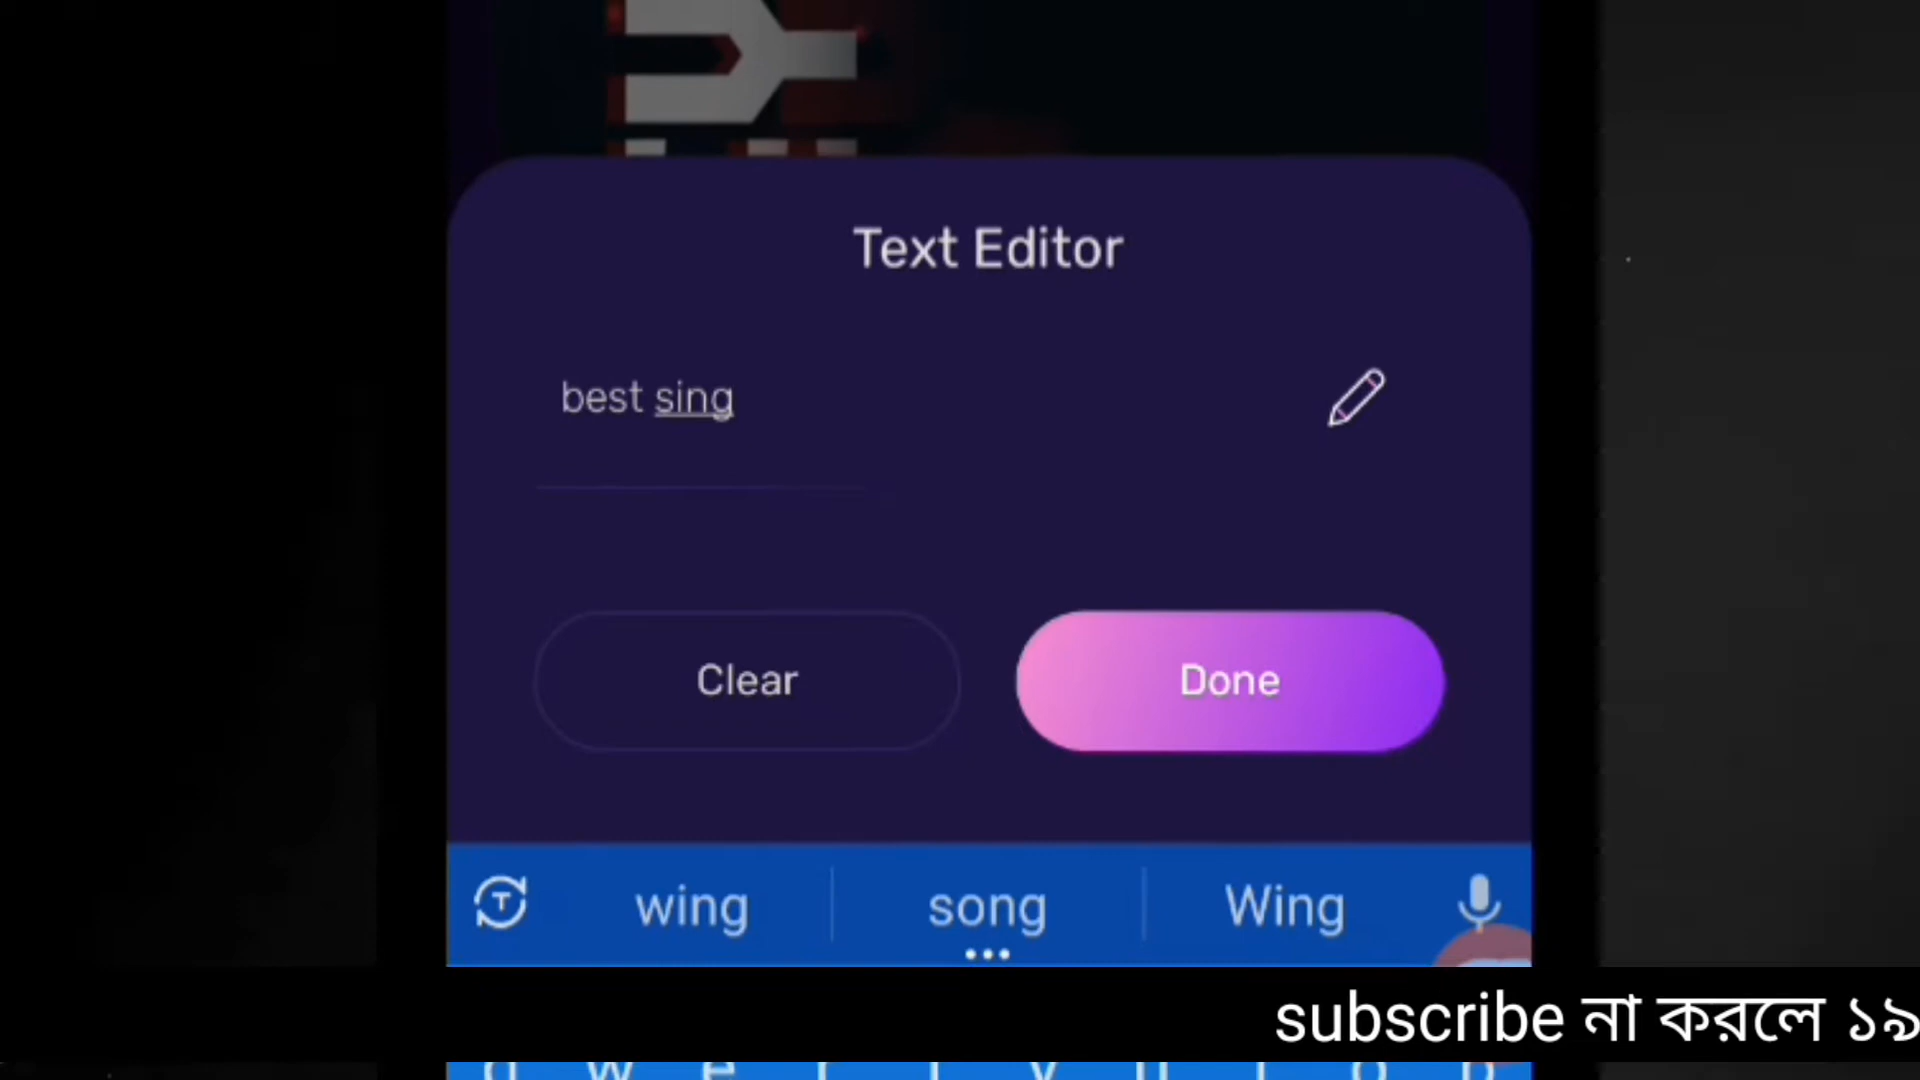 Text Editor
best sing
Clear
Done
wing
song
Wing
subscribe না করলে ১৯